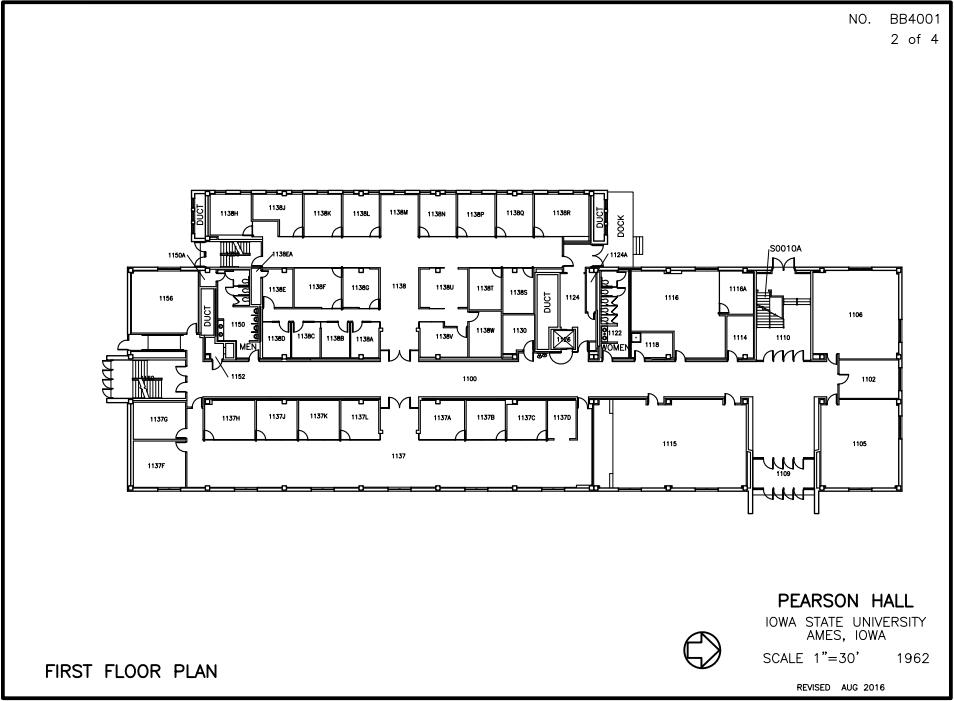 NO. BB4001
2 of 4
DUCT 1138H 1138J 1138K 1138L 1138M 1138N 1138P 1138Q 1138R DUCT DOCK
1150A 1138EA 1124A S0010A
1156 1138E 1138F 1138G 1138 1138U 1138T 1138S DUCT 1124 1116 1116A 1106
DUCT 1150 1138D 1138C 1138B 1138A 1138V 1138W 1130 1126 1122 1118 1114 1110
MEN WOMEN
1152 1100 1102
1137G 1137H 1137J 1137K 1137L 1137A 1137B 1137C 1137D 1115 1105
1137F 1137 1109
PEARSON HALL
IOWA STATE UNIVERSITY
AMES, IOWA
SCALE 1"=30' 1962
REVISED AUG 2016
FIRST FLOOR PLAN